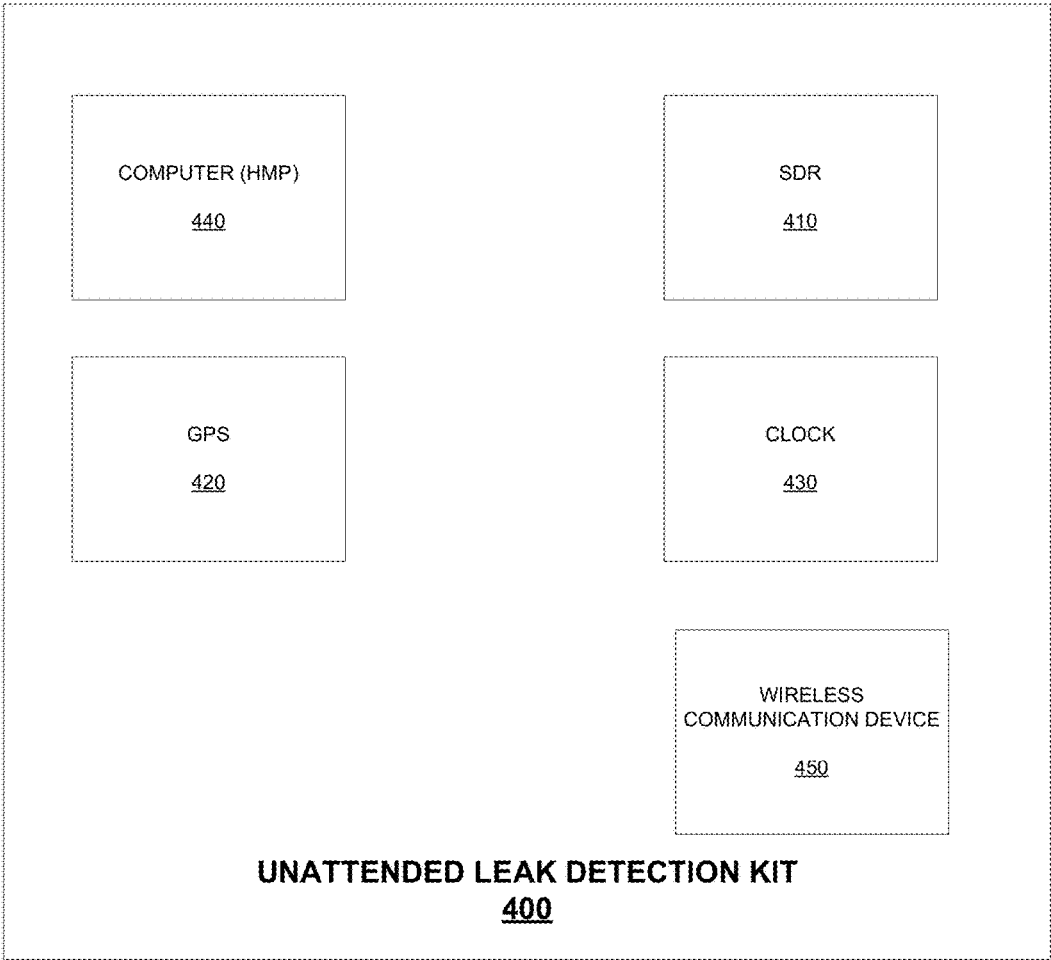 COMPUTER (HMP)
440
SDR
410
GPS
420
CLOCK
430
WIRELESS
COMMUNICATION DEVICE
450
UNATTENDED LEAK DETECTION KIT
400